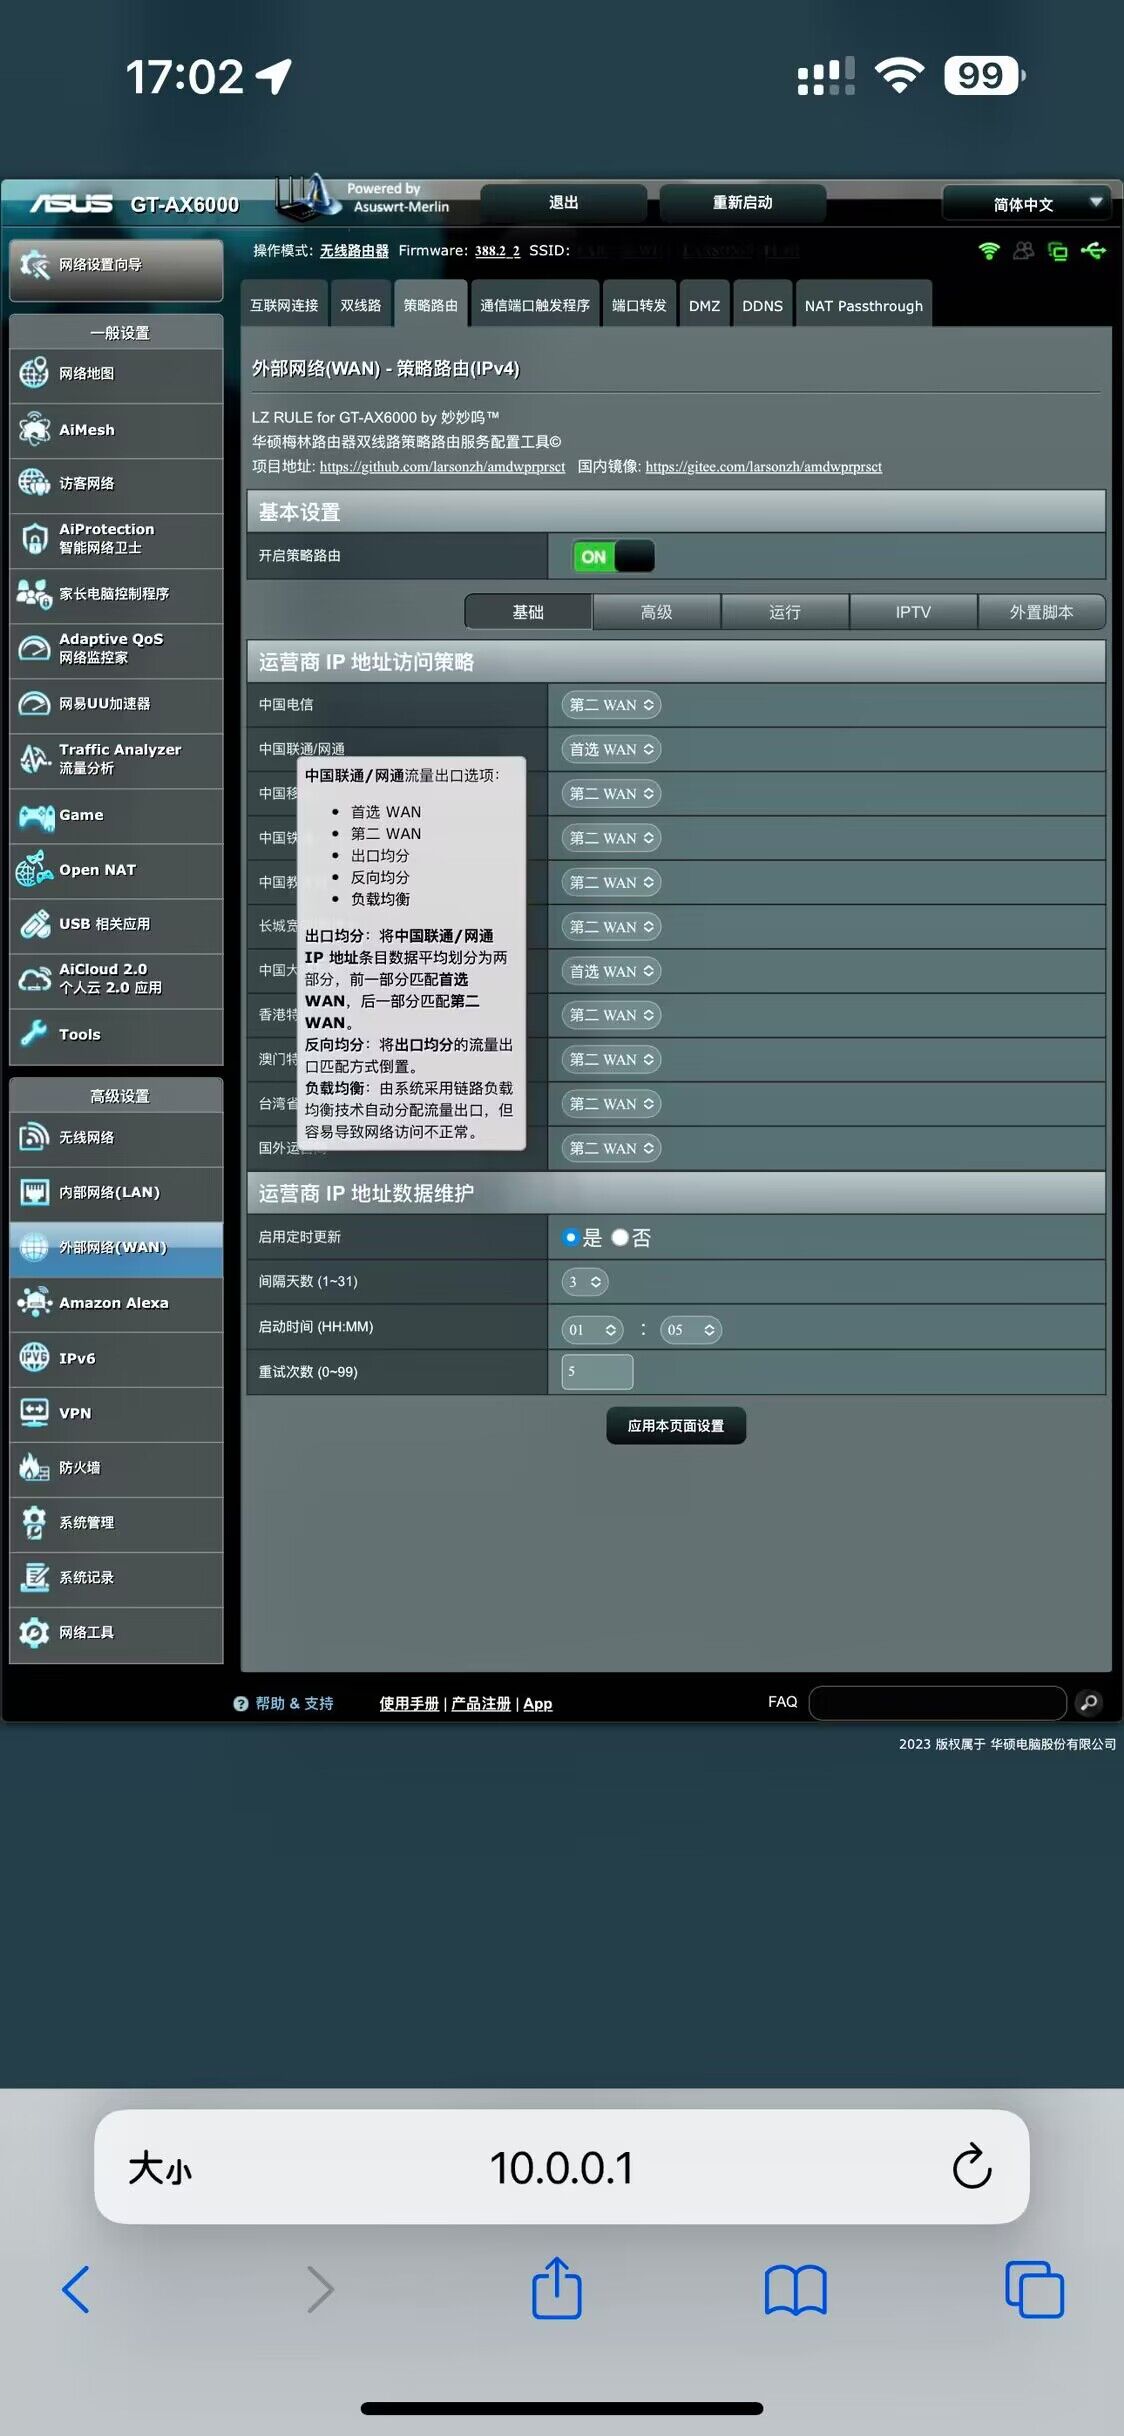 17:02
99
ASUS GT-AX6000
Powered by
Asuswrt-Merlin
退出
重新启动
简体中文
网络设置向导
操作模式: 无线路由器 Firmware: 388.2_2 SSID:
互联网连接
双线路
策略路由
通信端口触发程序
端口转发
DMZ
DDNS
NAT Passthrough
一般设置
网络地图
AiMesh
访客网络
AiProtection
智能网络卫士
家长电脑控制程序
Adaptive QoS
网络监控家
网易UU加速器
Traffic Analyzer
流量分析
Game
Open NAT
USB 相关应用
AiCloud 2.0
个人云 2.0 应用
Tools
高级设置
无线网络
内部网络(LAN)
外部网络(WAN)
Amazon Alexa
IPv6
VPN
防火墙
系统管理
系统记录
网络工具
外部网络(WAN) - 策略路由(IPv4)
LZ RULE for GT-AX6000 by 妙妙呜™
华硕梅林路由器双线路策略路由服务配置工具©
项目地址: https://github.com/larsonzh/amdwprprsct 国内镜像: https://gitee.com/larsonzh/amdwprprsct
基本设置
开启策略路由 ON
基础
高级
运行
IPTV
外置脚本
运营商 IP 地址访问策略
中国电信 第二 WAN
中国联通/网通 首选 WAN
中国移 第二 WAN
中国铁 第二 WAN
中国教 第二 WAN
长城宽 第二 WAN
中国大 首选 WAN
香港特 第二 WAN
澳门特 第二 WAN
台湾省 第二 WAN
国外运 第二 WAN
中国联通/网通流量出口选项：
• 首选 WAN
• 第二 WAN
• 出口均分
• 反向均分
• 负载均衡
出口均分：将中国联通/网通
IP 地址条目数据平均划分为两
部分，前一部分匹配首选
WAN，后一部分匹配第二
WAN。
反向均分：将出口均分的流量出
口匹配方式倒置。
负载均衡：由系统采用链路负载
均衡技术自动分配流量出口，但
容易导致网络访问不正常。
运营商 IP 地址数据维护
启用定时更新 是 否
间隔天数 (1~31) 3
启动时间 (HH:MM) 01 : 05
重试次数 (0~99) 5
应用本页面设置
? 帮助 & 支持
使用手册 | 产品注册 | App
FAQ
2023 版权属于 华硕电脑股份有限公司
大小
10.0.0.1